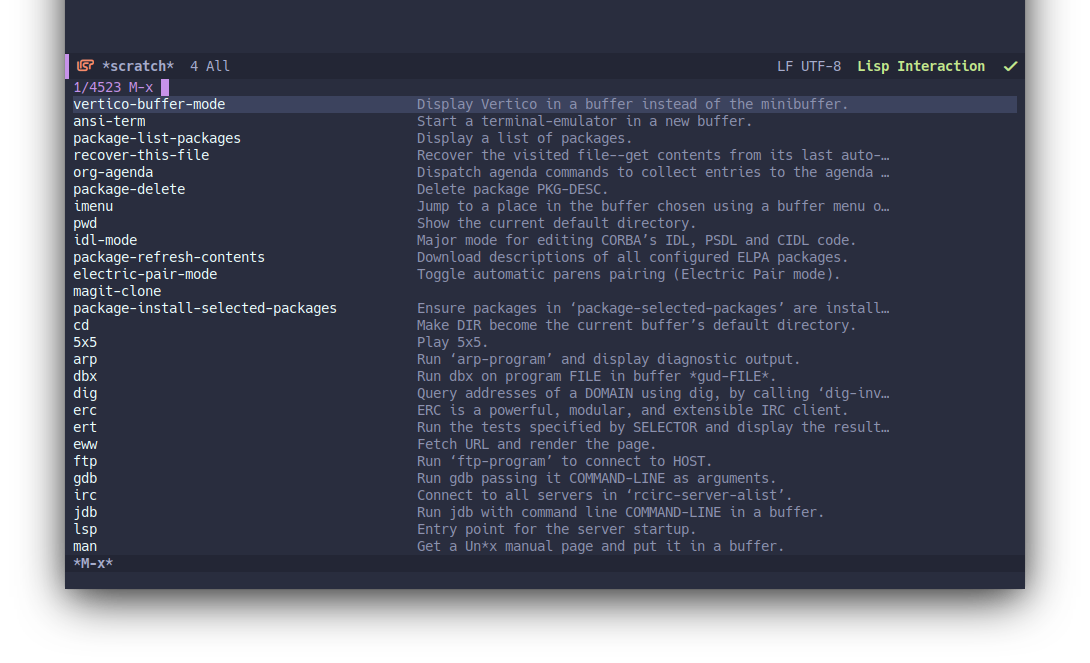 *scratch* 4 All LF UTF-8 Lisp Interaction
1/4523 M-x
vertico-buffer-mode Display Vertico in a buffer instead of the minibuffer.
ansi-term Start a terminal-emulator in a new buffer.
package-list-packages Display a list of packages.
recover-this-file Recover the visited file--get contents from its last auto-…
org-agenda Dispatch agenda commands to collect entries to the agenda …
package-delete Delete package PKG-DESC.
imenu Jump to a place in the buffer chosen using a buffer menu o…
pwd Show the current default directory.
idl-mode Major mode for editing CORBA’s IDL, PSDL and CIDL code.
package-refresh-contents Download descriptions of all configured ELPA packages.
electric-pair-mode Toggle automatic parens pairing (Electric Pair mode).
magit-clone
package-install-selected-packages Ensure packages in ‘package-selected-packages’ are install…
cd Make DIR become the current buffer’s default directory.
5x5 Play 5x5.
arp Run ‘arp-program’ and display diagnostic output.
dbx Run dbx on program FILE in buffer *gud-FILE*.
dig Query addresses of a DOMAIN using dig, by calling ‘dig-inv…
erc ERC is a powerful, modular, and extensible IRC client.
ert Run the tests specified by SELECTOR and display the result…
eww Fetch URL and render the page.
ftp Run ‘ftp-program’ to connect to HOST.
gdb Run gdb passing it COMMAND-LINE as arguments.
irc Connect to all servers in ‘rcirc-server-alist’.
jdb Run jdb with command line COMMAND-LINE in a buffer.
lsp Entry point for the server startup.
man Get a Un*x manual page and put it in a buffer.
*M-x*